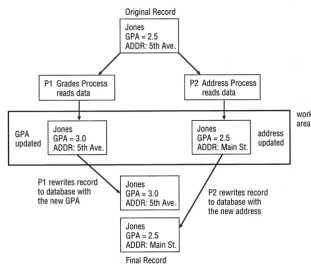 Original Record
Jones
GPA = 2.5
ADDR: 5th Ave.
P1 Grades Process
reads data
P2 Address Process
reads data
work
area
GPA
updated
Jones
GPA = 3.0
ADDR: 5th Ave.
Jones
GPA = 2.5
ADDR: Main St.
address
updated
P1 rewrites record
to database with
the new GPA
Jones
GPA = 3.0
ADDR: 5th Ave.
P2 rewrites record
to database with
the new address
Jones
GPA = 2.5
ADDR: Main St.
Final Record